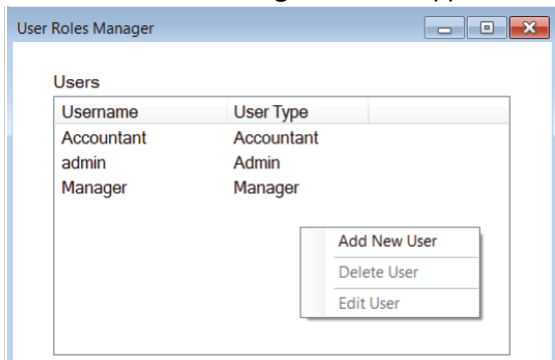 User Roles Manager
Users
Username User Type
Accountant Accountant
admin Admin
Manager Manager
Add New User
Delete User
Edit User